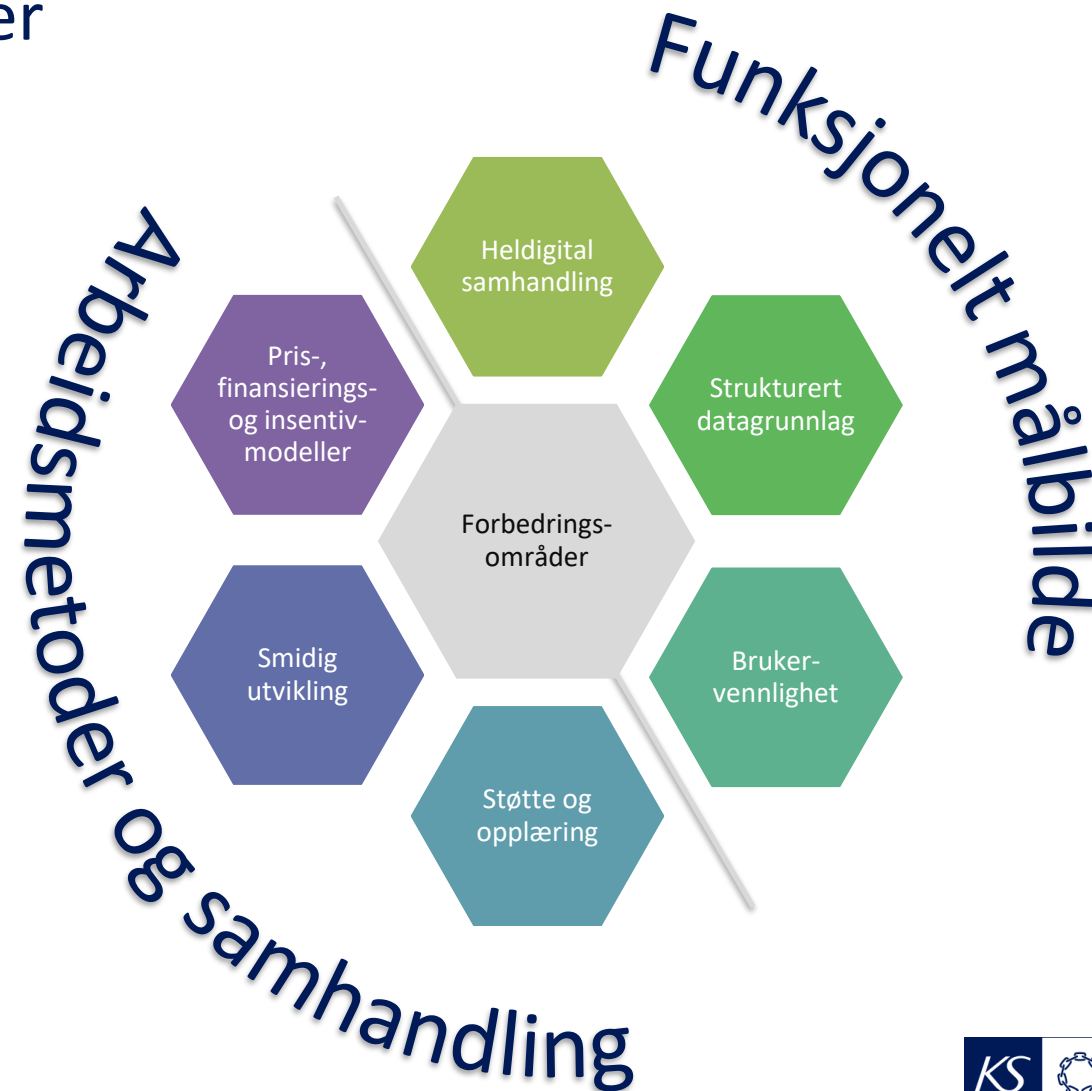 er
Funksjonelt målbilde
Arbeidsmetoder og samhandling
Heldigital
samhandling
Pris-,
finansierings-
og insentiv-
modeller
Strukturert
datagrunnlag
Forbedrings-
områder
Smidig
utvikling
Bruker-
vennlighet
Støtte og
opplæring
KS